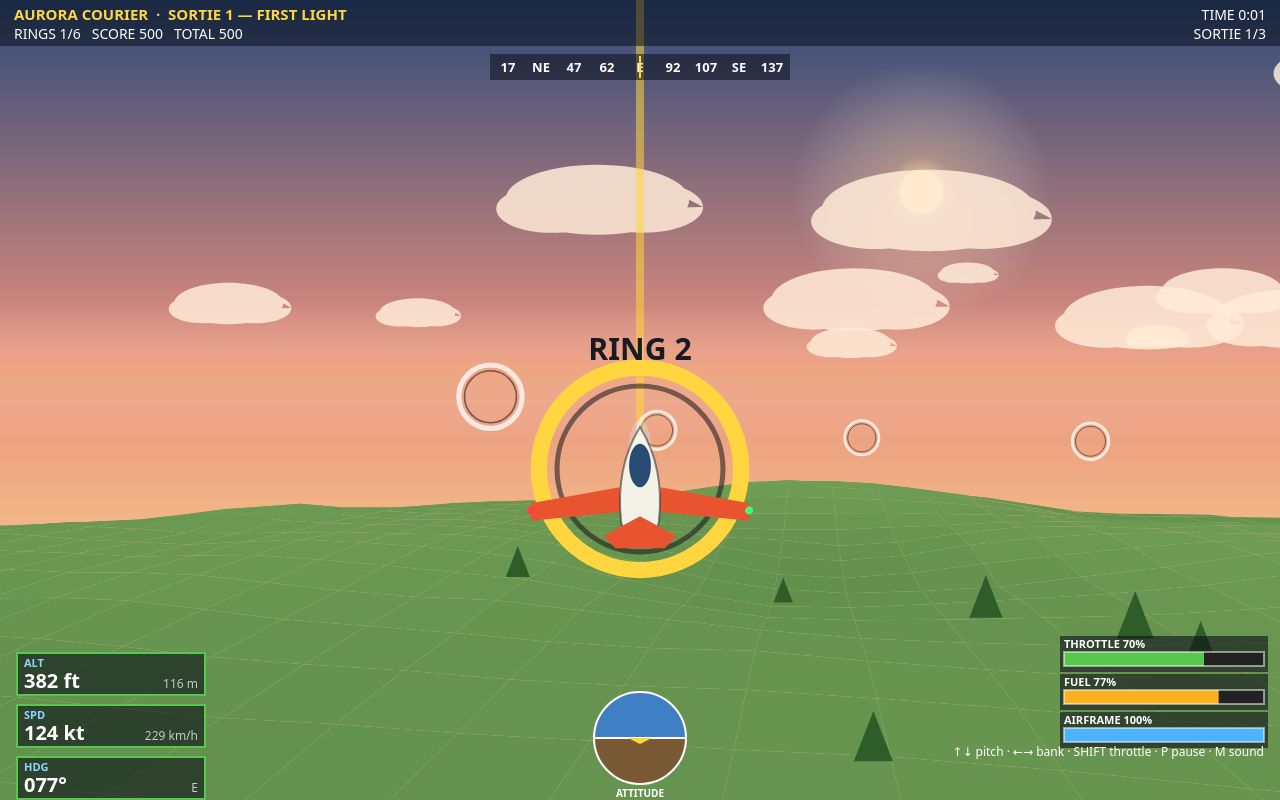 AURORA COURIER · SORTIE 1 — FIRST LIGHT
RINGS 1/6 SCORE 500 TOTAL 500
TIME 0:01
SORTIE 1/3
17 NE 47 62 E 92 107 SE 137
RING 2
ALT
382 ft 116 m
SPD
124 kt 229 km/h
HDG
077° E
ATTITUDE
THROTTLE 70%
FUEL 77%
AIRFRAME 100%
↑↓ pitch · ←→ bank · SHIFT throttle · P pause · M sound